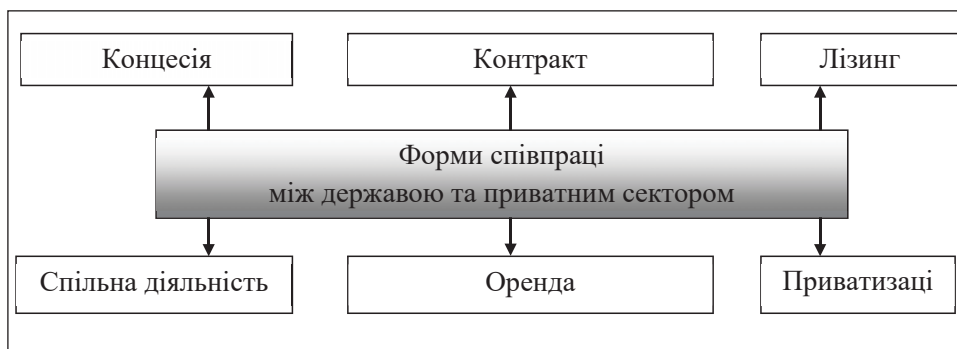 Концесія
Контракт
Лізинг
Форми співпраці
між державою та приватним сектором
Спільна діяльність
Оренда
Приватизаці